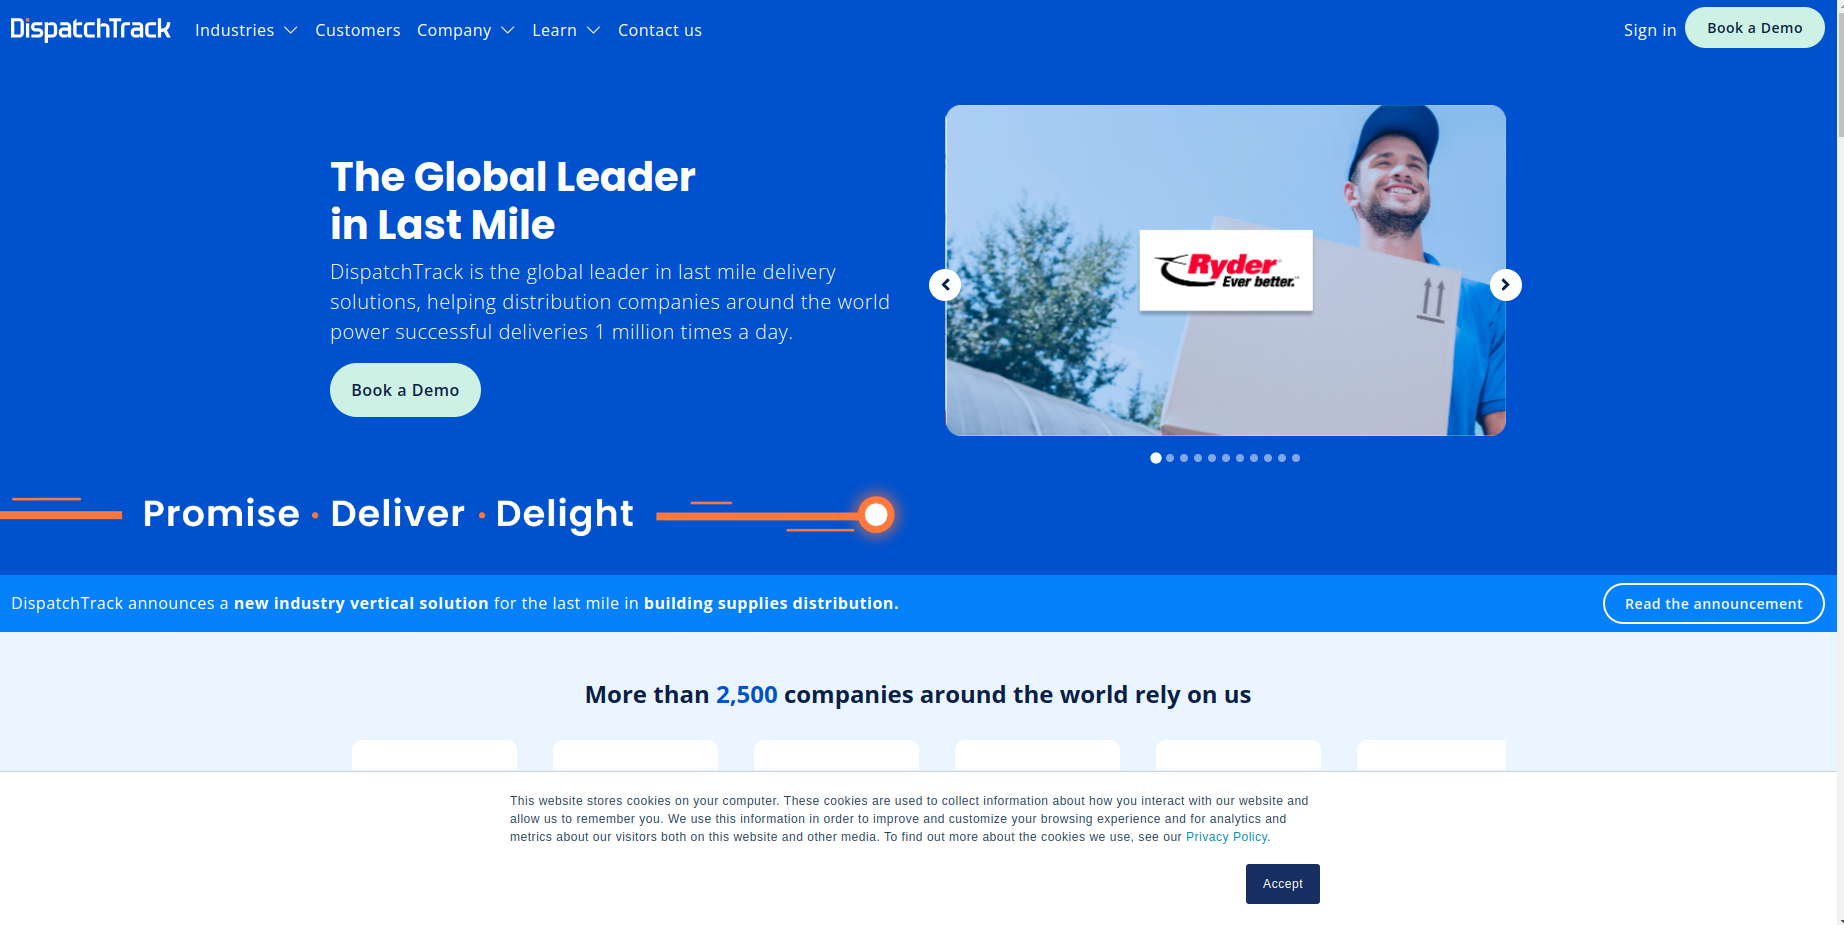 DispatchTrack
Industries
Customers
Company
Learn
Contact us
Sign in
Book a Demo
The Global Leader
in Last Mile
DispatchTrack is the global leader in last mile delivery
solutions, helping distribution companies around the world
power successful deliveries 1 million times a day.
Book a Demo
Ryder
Ever better.™
Promise · Deliver · Delight
DispatchTrack announces a new industry vertical solution for the last mile in building supplies distribution.
Read the announcement
More than 2,500 companies around the world rely on us
This website stores cookies on your computer. These cookies are used to collect information about how you interact with our website and
allow us to remember you. We use this information in order to improve and customize your browsing experience and for analytics and
metrics about our visitors both on this website and other media. To find out more about the cookies we use, see our Privacy Policy.
Accept